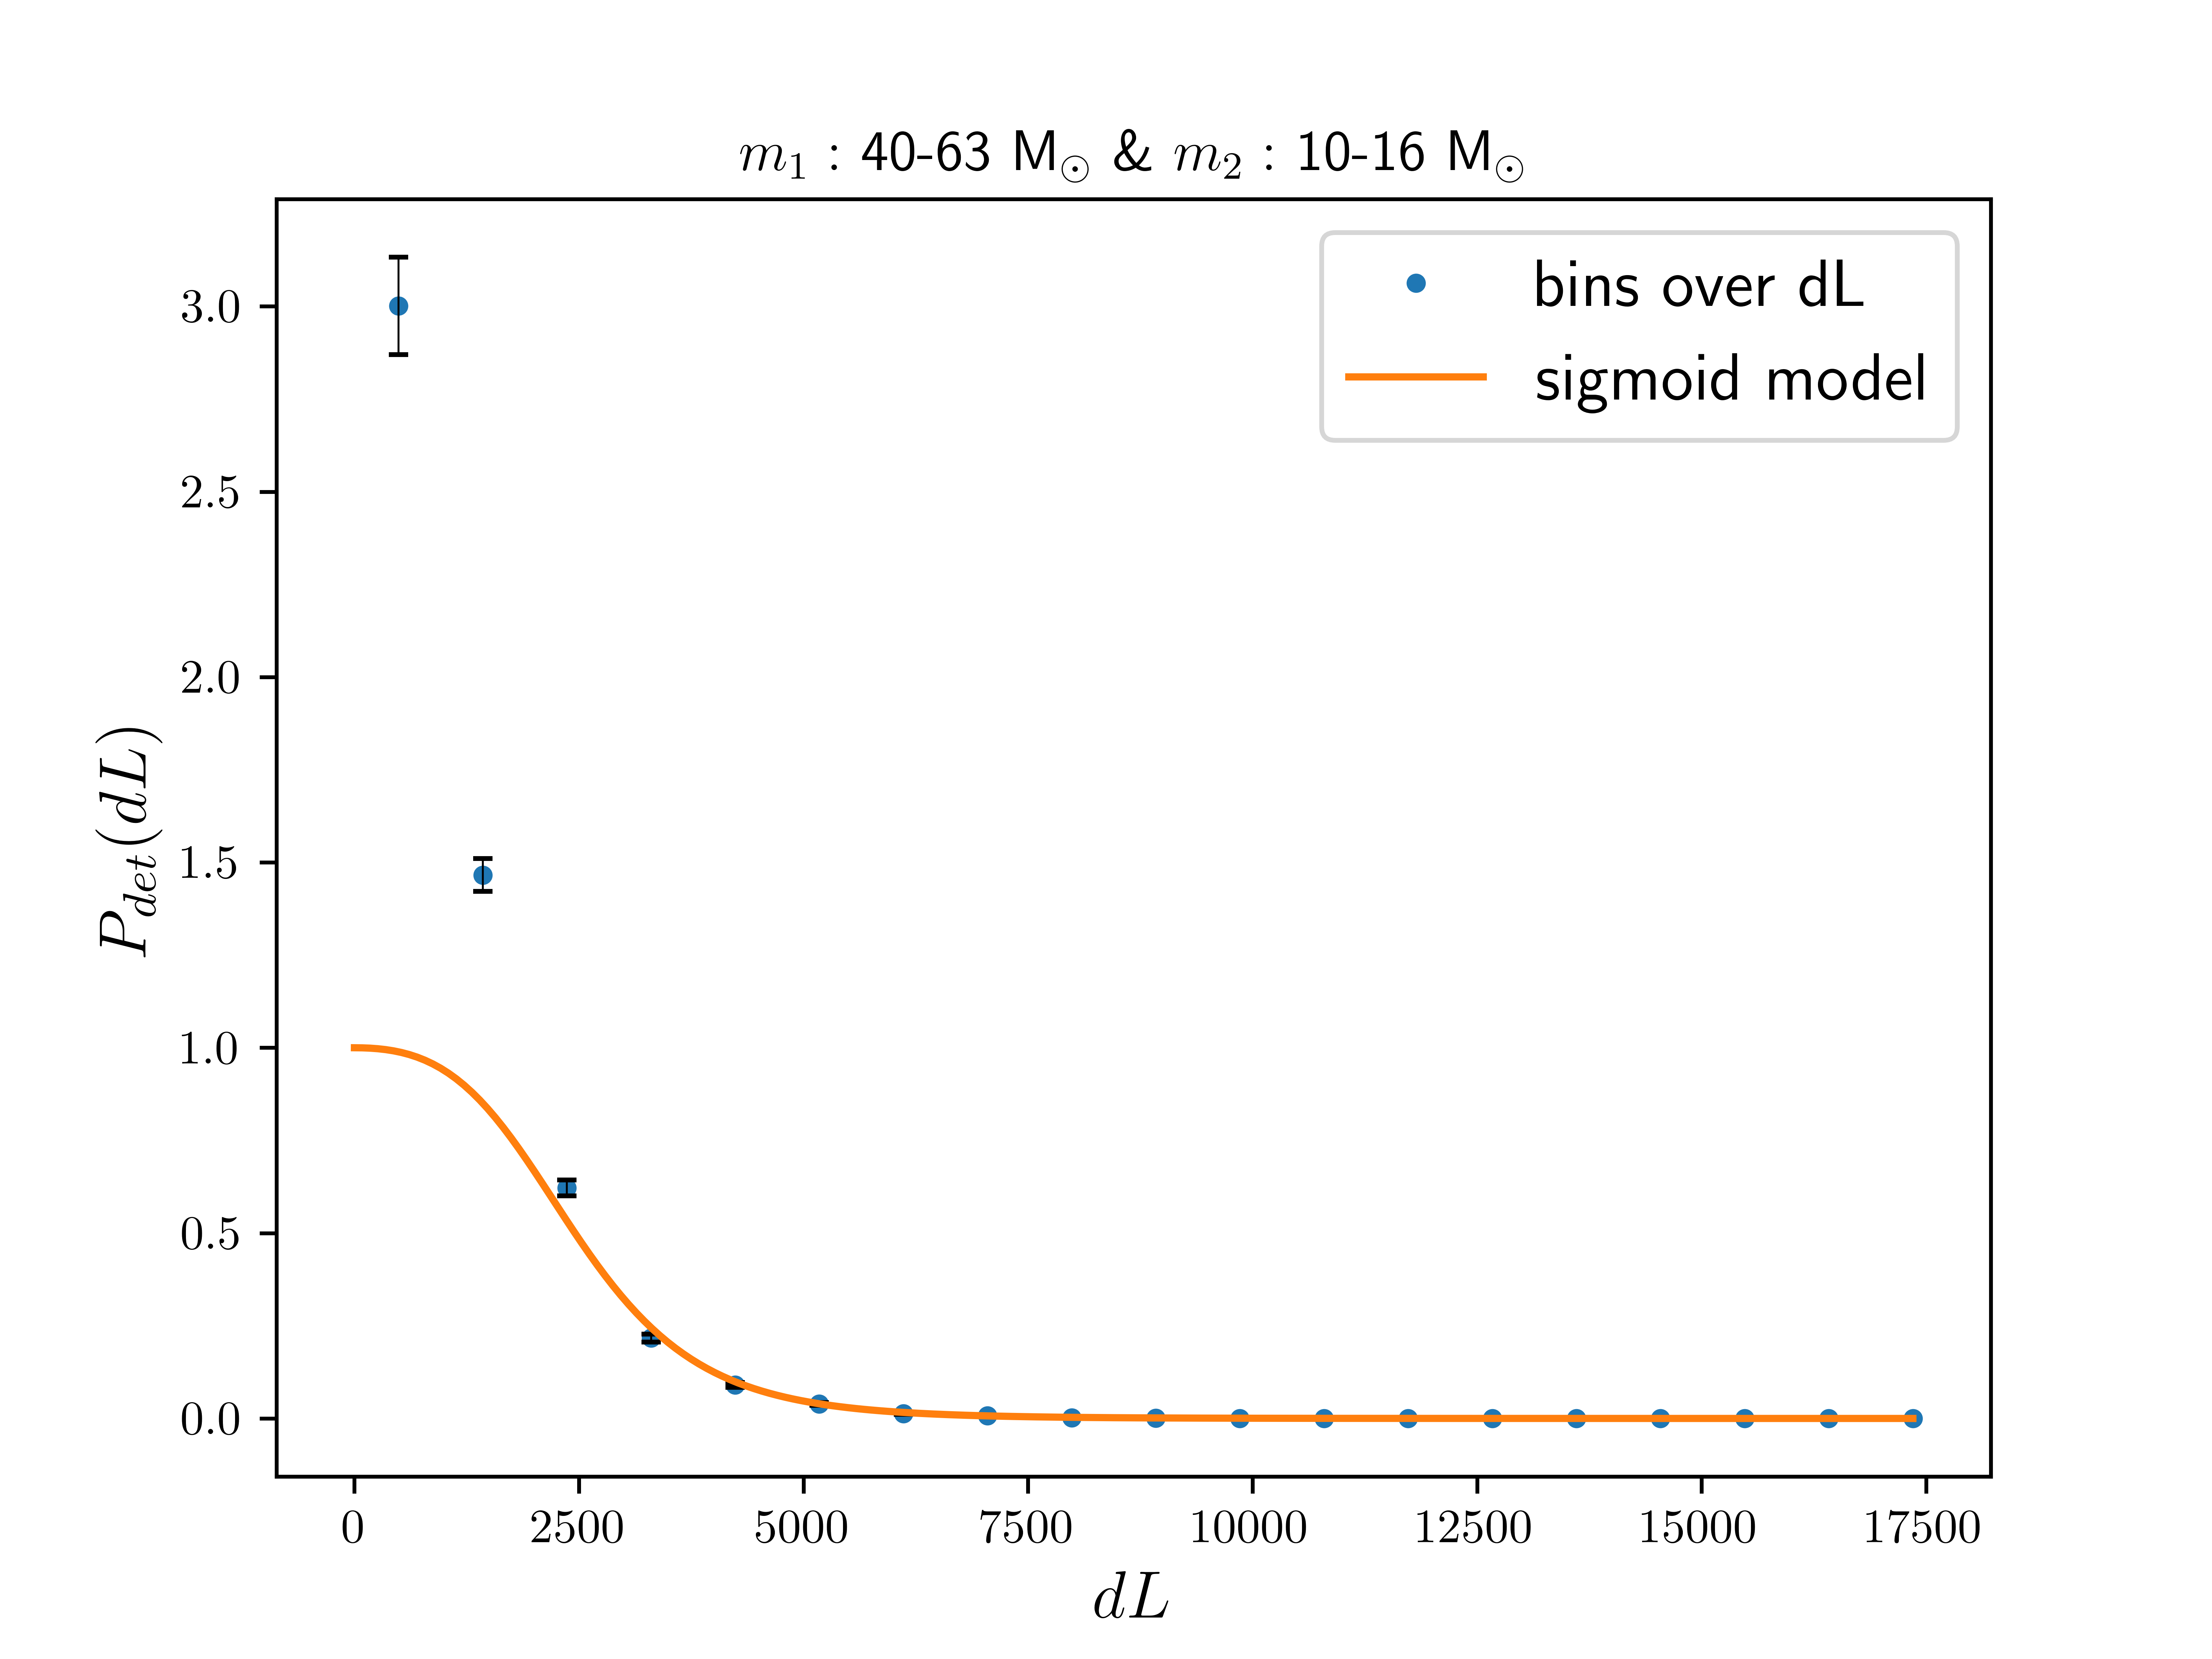 m₁ : 40-63 M⊙ & m₂ : 10-16 M⊙
bins over dL
sigmoid model
3.0
2.5
2.0
1.5
1.0
0.5
0.0
P_det(dL)
0 2500 5000 7500 10000 12500 15000 17500
dL